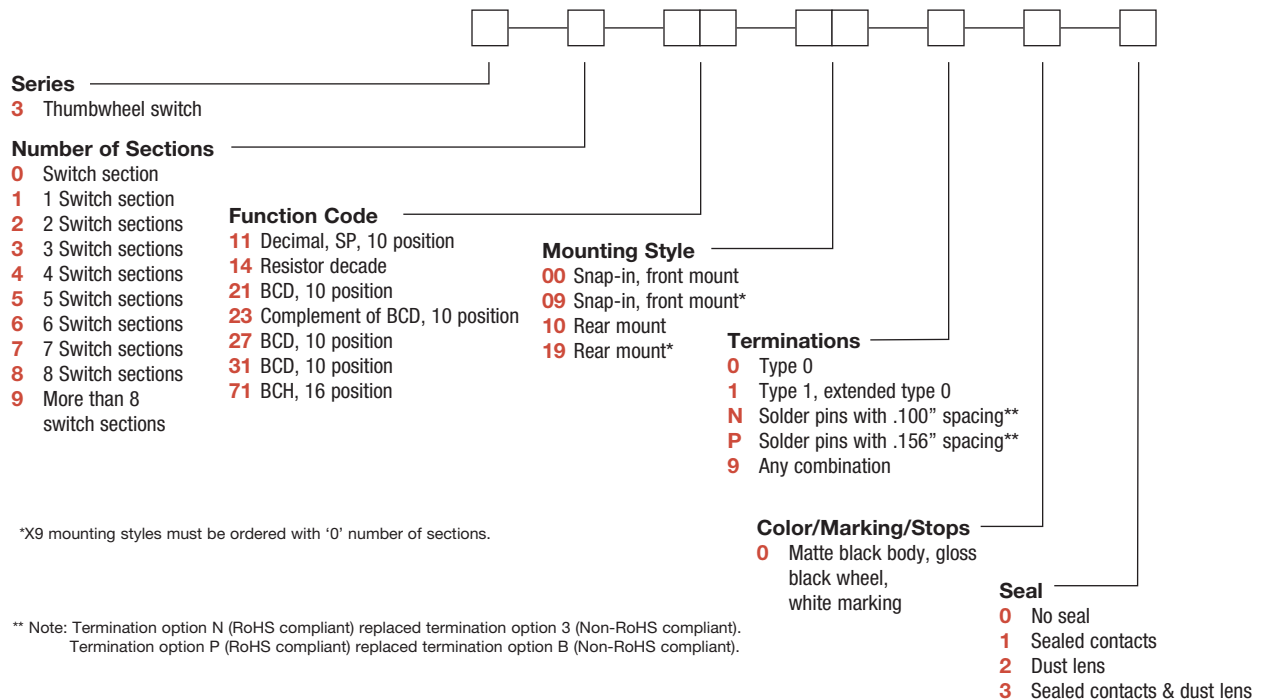 Series
3 Thumbwheel switch
Number of Sections
0 Switch section
1 1 Switch section
2 2 Switch sections
3 3 Switch sections
4 4 Switch sections
5 5 Switch sections
6 6 Switch sections
7 7 Switch sections
8 8 Switch sections
9 More than 8
switch sections
Function Code
11 Decimal, SP, 10 position
14 Resistor decade
21 BCD, 10 position
23 Complement of BCD, 10 position
27 BCD, 10 position
31 BCD, 10 position
71 BCH, 16 position
Mounting Style
00 Snap-in, front mount
09 Snap-in, front mount*
10 Rear mount
19 Rear mount*
Terminations
0 Type 0
1 Type 1, extended type 0
N Solder pins with .100” spacing**
P Solder pins with .156” spacing**
9 Any combination
Color/Marking/Stops
0 Matte black body, gloss
black wheel,
white marking
Seal
0 No seal
1 Sealed contacts
2 Dust lens
3 Sealed contacts & dust lens
*X9 mounting styles must be ordered with ‘0’ number of sections.
** Note: Termination option N (RoHS compliant) replaced termination option 3 (Non-RoHS compliant).
Termination option P (RoHS compliant) replaced termination option B (Non-RoHS compliant).